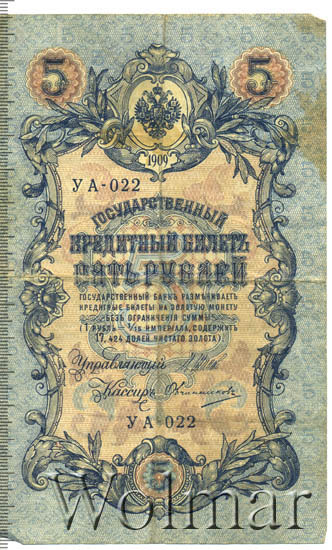 5 5
1909
УА-022
ГОСУДАРСТВЕННЫЙ
КРЕДИТНЫЙ БИЛЕТЪ
ПЯТЬ РУБЛЕЙ
ГОСУДАРСТВЕННЫЙ БАНКЪ РАЗМѢНИВАЕТЪ
КРЕДИТНЫЕ БИЛЕТЫ НА ЗОЛОТУЮ МОНЕТУ
БЕЗЪ ОГРАНИЧЕНІЯ СУММЫ
(1 РУБЛЬ = 1/15 ИМПЕРІАЛА, СОДЕРЖИТЪ
17,424 ДОЛЕЙ ЧИСТАГО ЗОЛОТА)
Управляющій
Кассиръ Овчинниковъ
УА-022
5
Wolmar